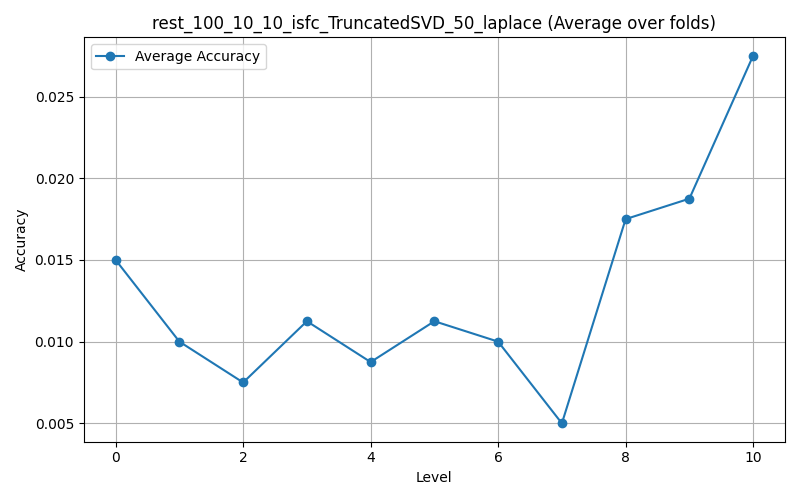 rest_100_10_10_isfc_TruncatedSVD_50_laplace (Average over folds)
Average Accuracy
0.025
0.020
0.015
0.010
0.005
Accuracy
0 2 4 6 8 10
Level